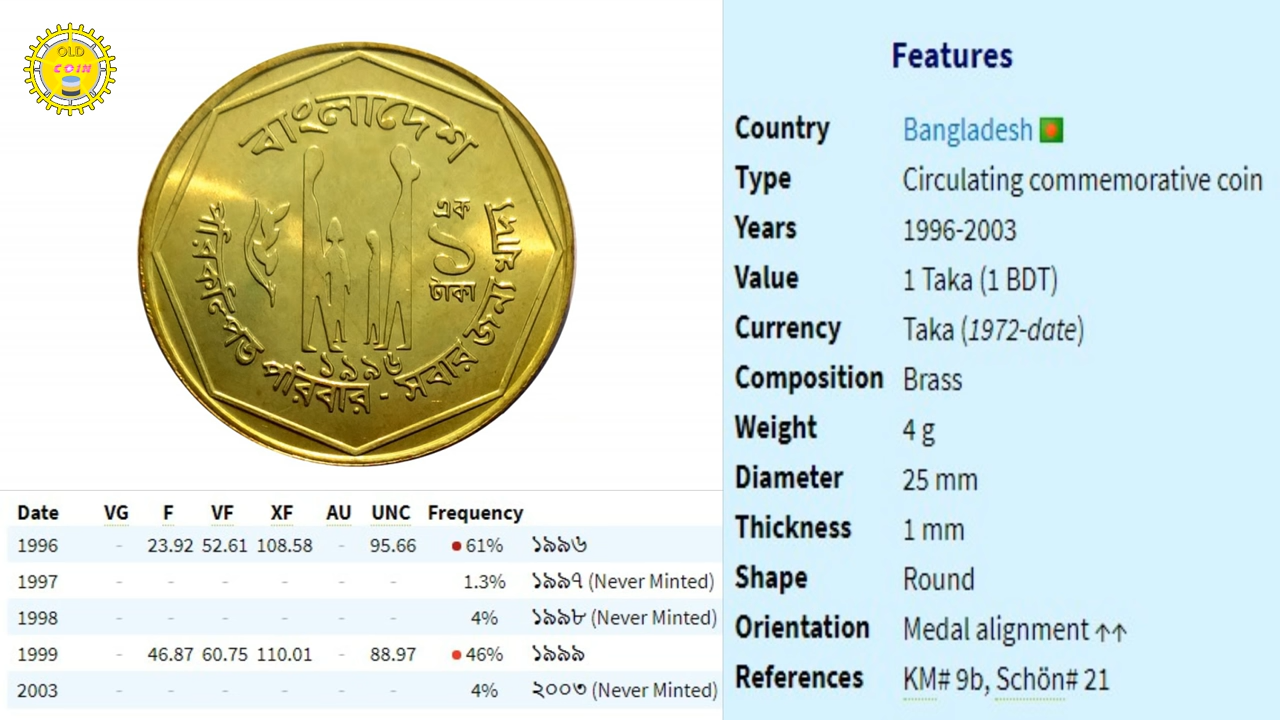 OLD
COIN
বাংলাদেশ
এক
১
টাকা
১৯৯৬
পরিকল্পিত পরিবার - সবার জন্য খাদ্য
Date VG F VF XF AU UNC Frequency
1996 - 23.92 52.61 108.58 - 95.66 61% ১৯৯৬
1997 - - - - - - 1.3% ১৯৯৭ (Never Minted)
1998 - - - - - - 4% ১৯৯৮ (Never Minted)
1999 - 46.87 60.75 110.01 - 88.97 46% ১৯৯৯
2003 - - - - - - 4% ২০০৩ (Never Minted)
Features
Country Bangladesh
Type Circulating commemorative coin
Years 1996-2003
Value 1 Taka (1 BDT)
Currency Taka (1972-date)
Composition Brass
Weight 4 g
Diameter 25 mm
Thickness 1 mm
Shape Round
Orientation Medal alignment ↑↑
References KM# 9b, Schön# 21